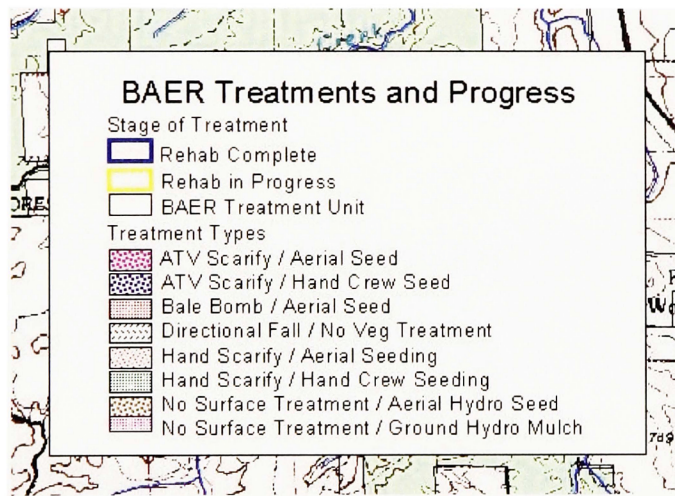 Creek
BAER Treatments and Progress
Stage of Treatment
Rehab Complete
Rehab in Progress
BAER Treatment Unit
Treatment Types
ATV Scarify / Aerial Seed
ATV Scarify / Hand Crew Seed
Bale Bomb / Aerial Seed
Directional Fall / No Veg Treatment
Hand Scarify / Aerial Seeding
Hand Scarify / Hand Crew Seeding
No Surface Treatment / Aerial Hydro Seed
No Surface Treatment / Ground Hydro Mulch